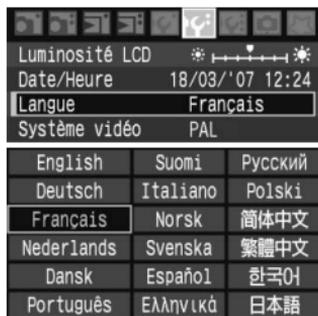 Luminosité LCD
Date/Heure 18/03/'07 12:24
Langue Français
Système vidéo PAL
English Suomi Русский
Deutsch Italiano Polski
Français Norsk 简体中文
Nederlands Svenska 繁體中文
Dansk Español 한국어
Português Ελληνικά 日本語